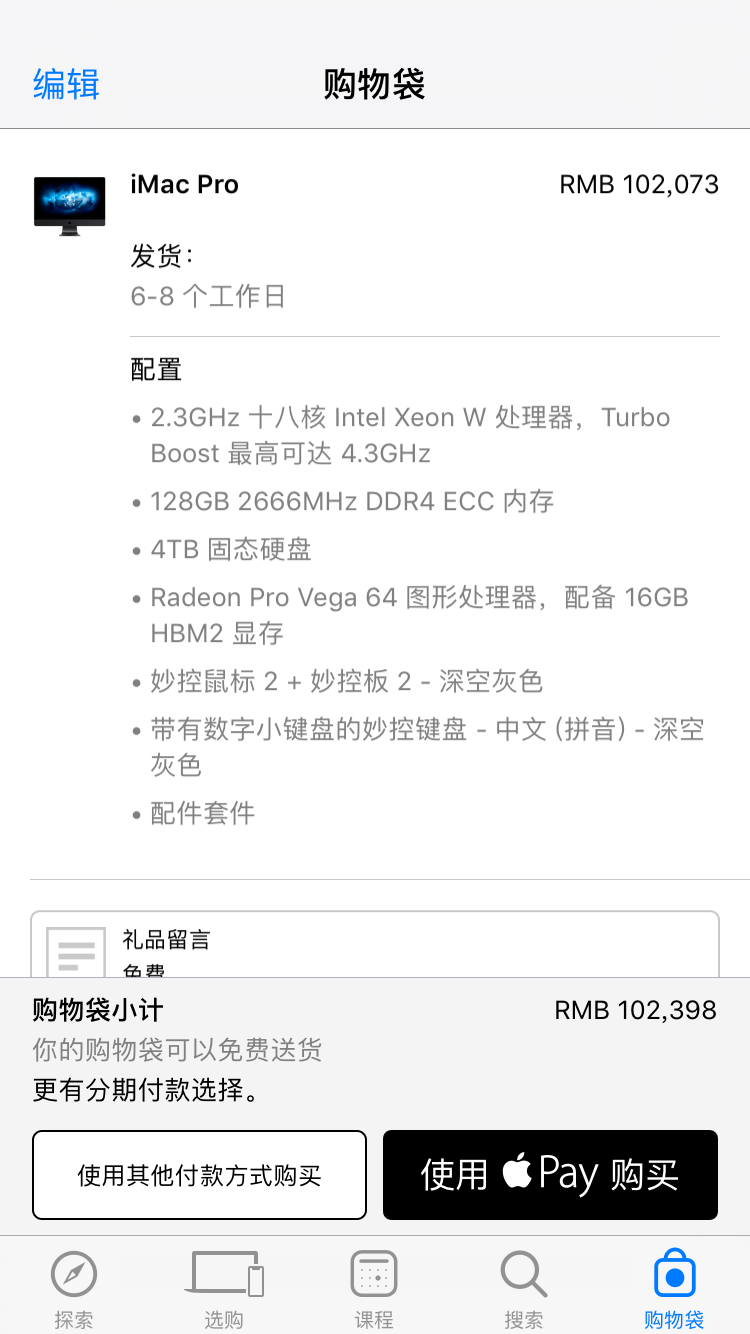 编辑
购物袋
iMac Pro
RMB 102,073
发货：
6-8 个工作日
配置
• 2.3GHz 十八核 Intel Xeon W 处理器，Turbo
Boost 最高可达 4.3GHz
• 128GB 2666MHz DDR4 ECC 内存
• 4TB 固态硬盘
• Radeon Pro Vega 64 图形处理器，配备 16GB
HBM2 显存
• 妙控鼠标 2 + 妙控板 2 - 深空灰色
• 带有数字小键盘的妙控键盘 - 中文 (拼音) - 深空
灰色
• 配件套件
礼品留言
免费
购物袋小计
RMB 102,398
你的购物袋可以免费送货
更有分期付款选择。
使用其他付款方式购买
使用 Pay 购买
探索
选购
课程
搜索
购物袋